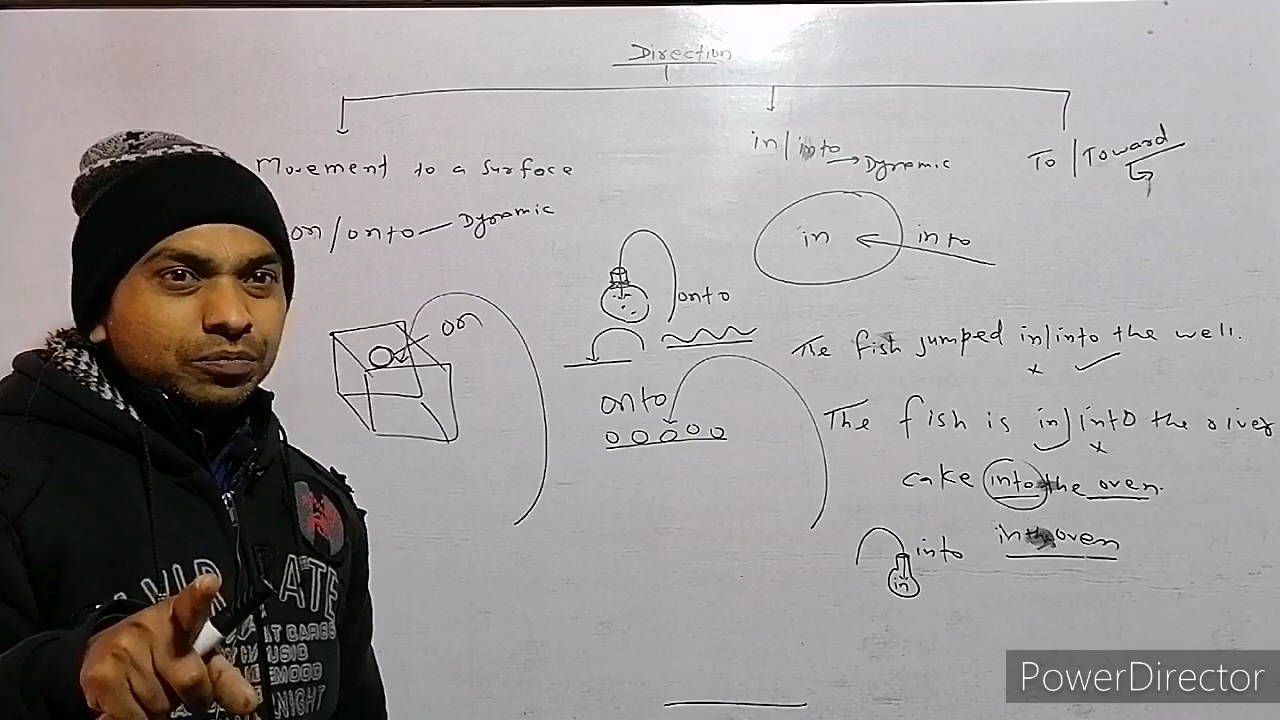 Direction
Movement to a surface
in/into → Dynamic
To/Toward
on/onto — Dynamic
in
into
on
onto
The fish jumped in/into the well.
x ✓
onto
The fish is in/into the river
x
cake into the oven.
into
in
in oven
RATE
PowerDirector